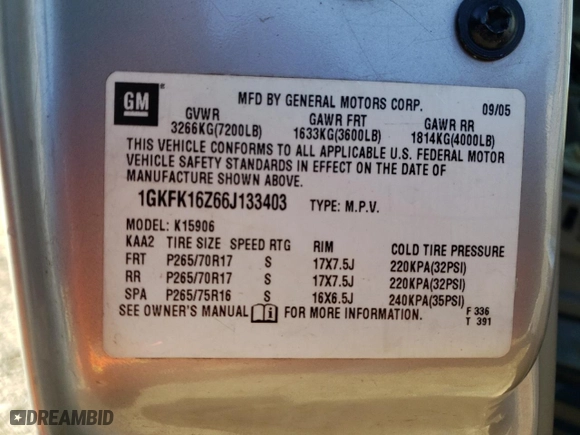 GM
MFD BY GENERAL MOTORS CORP. 09/05
GVWR GAWR FRT GAWR RR
3266KG(7200LB) 1633KG(3600LB) 1814KG(4000LB)
THIS VEHICLE CONFORMS TO ALL APPLICABLE U.S. FEDERAL MOTOR
VEHICLE SAFETY STANDARDS IN EFFECT ON THE DATE OF
MANUFACTURE SHOWN ABOVE.
1GKFK16Z66J133403 TYPE: M.P.V.
MODEL: K15906
KAA2 TIRE SIZE SPEED RTG RIM COLD TIRE PRESSURE
FRT P265/70R17 S 17X7.5J 220KPA(32PSI)
RR P265/70R17 S 17X7.5J 220KPA(32PSI)
SPA P265/75R16 S 16X6.5J 240KPA(35PSI)
SEE OWNER'S MANUAL FOR MORE INFORMATION. F 336
T 391
DREAMBID